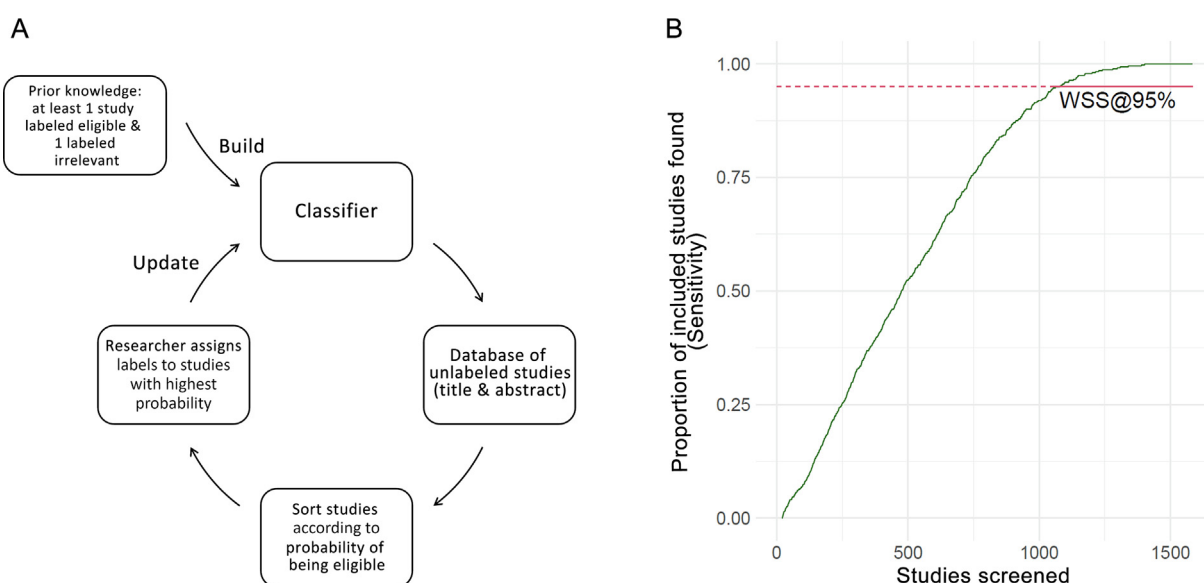 A
Prior knowledge:
at least 1 study
labeled eligible &
1 labeled
irrelevant
Build
Classifier
Update
Researcher assigns
labels to studies
with highest
probability
Database of
unlabeled studies
(title & abstract)
Sort studies
according to
probability of
being eligible
B
Proportion of included studies found
(Sensitivity)
1.00
0.75
0.50
0.25
0.00
WSS@95%
0
500
1000
1500
Studies screened